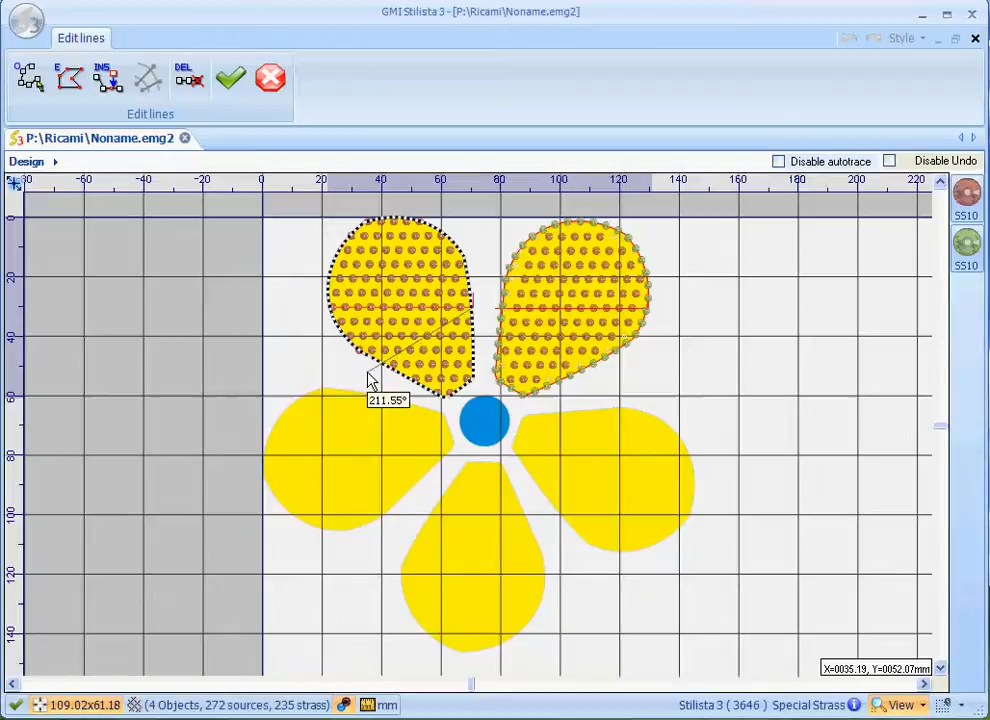 GMI Stilista 3 - [P:\Ricami\Noname.emg2]
Edit lines
Style
E
INS
DEL
Edit lines
P:\Ricami\Noname.emg2
Design
Disable autotrace
Disable Undo
-80 -60 -40 -20 0 20 40 60 80 100 120 140 160 180 200 220
0
20
40
60
80
100
120
140
SS10
SS10
211.55°
X=0035.19, Y=0052.07mm
109.02x61.18 (4 Objects, 272 sources, 235 strass) mm Stilista 3 ( 3646 ) Special Strass View